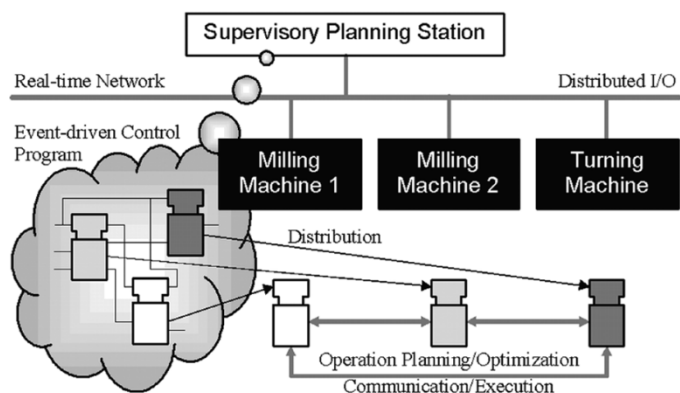 Supervisory Planning Station
Real-time Network
Distributed I/O
Event-driven Control
Program
Milling
Machine 1
Milling
Machine 2
Turning
Machine
Distribution
Operation Planning/Optimization
Communication/Execution